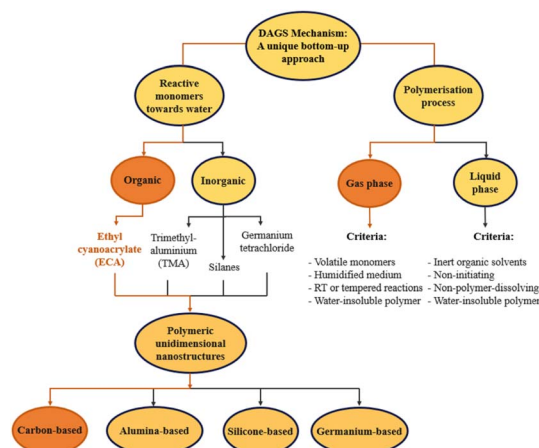 DAGS Mechanism:
A unique bottom-up
approach
Reactive
monomers
towards water
Polymerisation
process
Organic
Inorganic
Gas phase
Liquid
phase
Ethyl
cyanoacrylate
(ECA)
Trimethyl-
aluminium
(TMA)
Silanes
Germanium
tetrachloride
Criteria:
- Volatile monomers
- Humidified medium
- RT or tempered reactions
- Water-insoluble polymer
Criteria:
- Inert organic solvents
- Non-initiating
- Non-polymer-dissolving
- Water-insoluble polymer
Polymeric
unidimensional
nanostructures
Carbon-based
Alumina-based
Silicone-based
Germanium-based